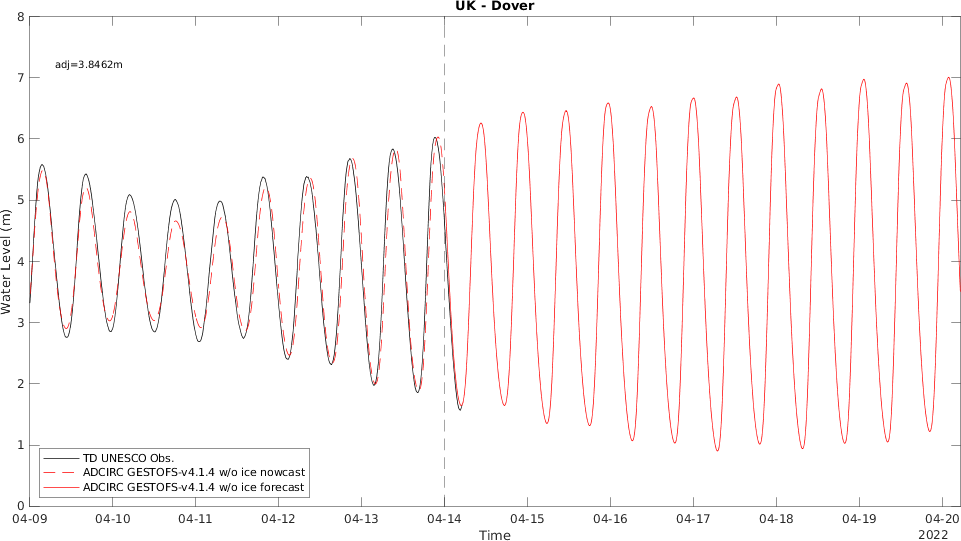 UK - Dover
8
7
6
5
4
3
2
1
0
Water Level (m)
adj=3.8462m
TD UNESCO Obs.
ADCIRC GESTOFS-v4.1.4 w/o ice nowcast
ADCIRC GESTOFS-v4.1.4 w/o ice forecast
04-09 04-10 04-11 04-12 04-13 04-14 04-15 04-16 04-17 04-18 04-19 04-20
Time
2022